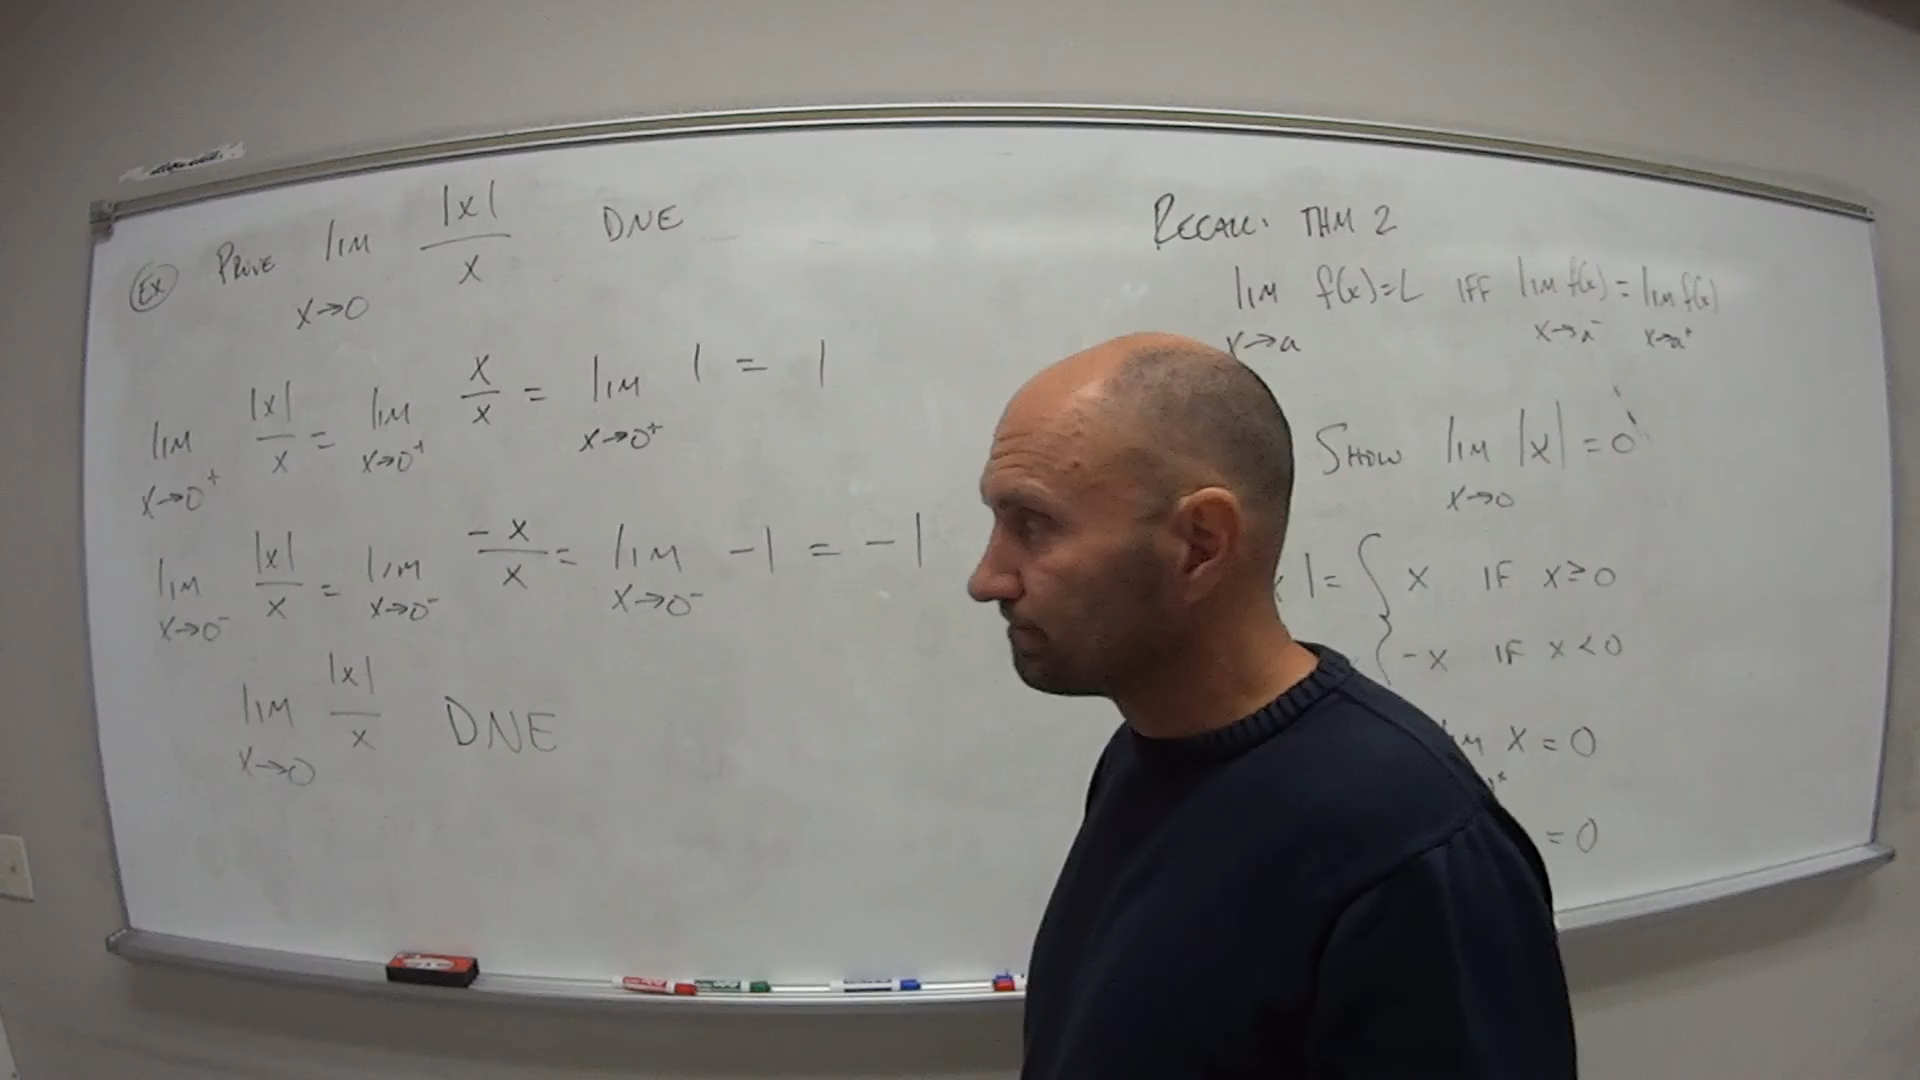 Ex PROVE lim x→0 |x|/x DNE
lim x→0⁺ |x|/x = lim x→0⁺ x/x = lim x→0⁺ 1 = 1
lim x→0⁻ |x|/x = lim x→0⁻ -x/x = lim x→0⁻ -1 = -1
lim x→0 |x|/x DNE
RECALL: THM 2
lim x→a f(x)=L IFF lim x→a⁻ f(x) = lim x→a⁺ f(x)
SHOW lim x→0 |x| = 0
| = { x IF x≥0
-x IF x<0
x = 0
= 0